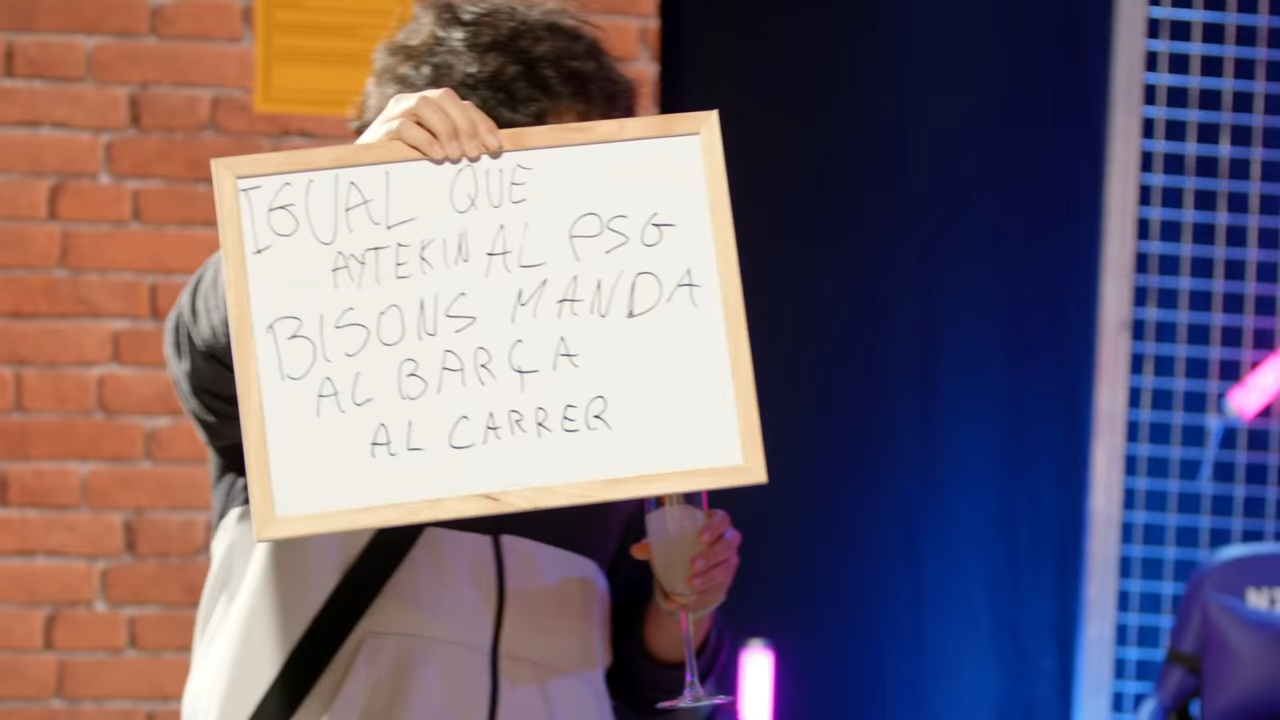 IGUAL QUE
AYTEKIN AL PSG
BISONS MANDA
AL BARÇA
AL CARRER